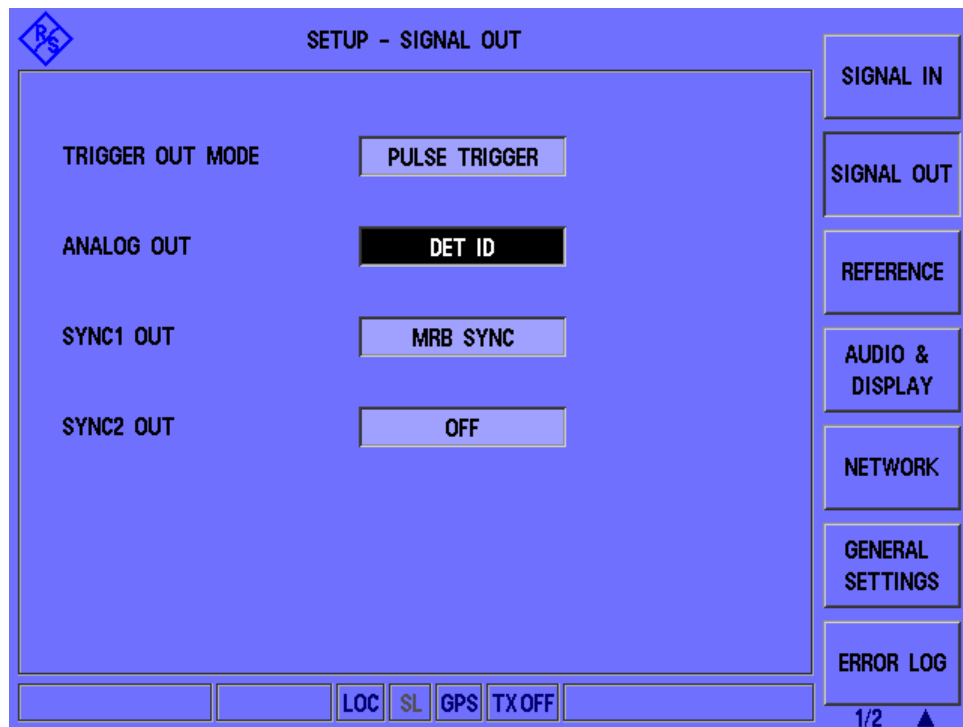 R/S
SETUP - SIGNAL OUT
TRIGGER OUT MODE PULSE TRIGGER
ANALOG OUT DET ID
SYNC1 OUT MRB SYNC
SYNC2 OUT OFF
SIGNAL IN
SIGNAL OUT
REFERENCE
AUDIO &
DISPLAY
NETWORK
GENERAL
SETTINGS
ERROR LOG
LOC SL GPS TX OFF
1/2